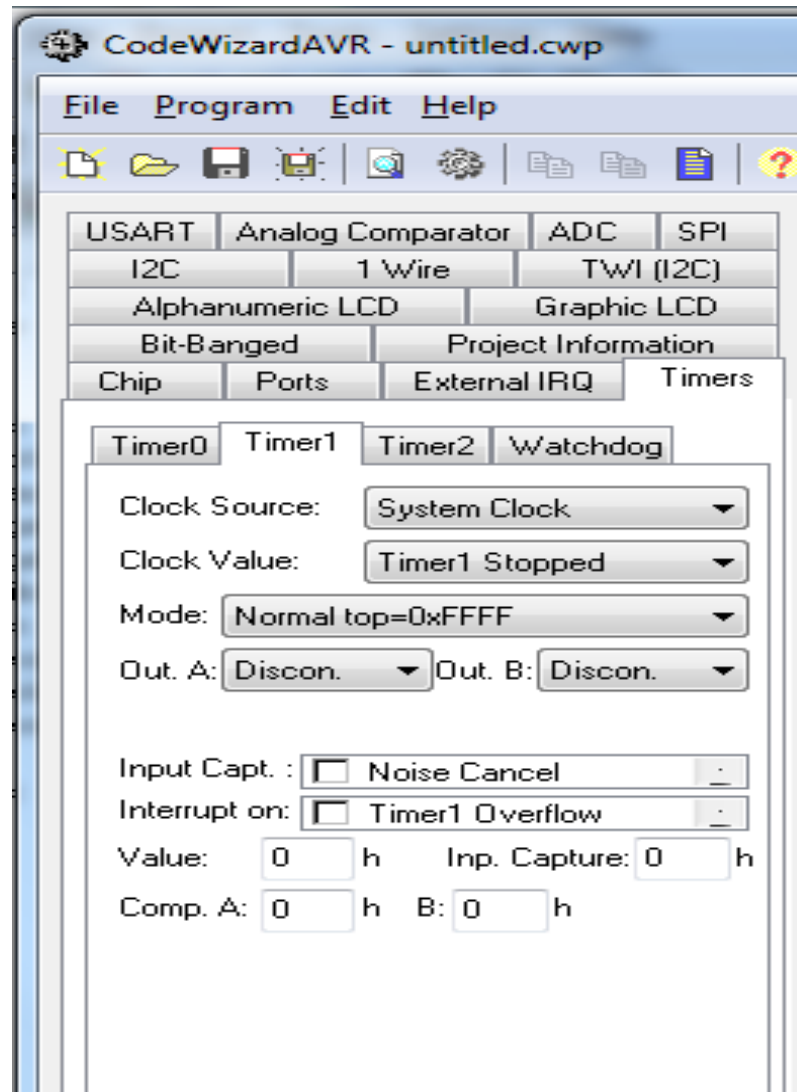 CodeWizardAVR - untitled.cwp
File Program Edit Help
USART Analog Comparator ADC SPI
I2C 1 Wire TWI (I2C)
Alphanumeric LCD Graphic LCD
Bit-Banged Project Information
Chip Ports External IRQ Timers
Timer0 Timer1 Timer2 Watchdog
Clock Source: System Clock
Clock Value: Timer1 Stopped
Mode: Normal top=0xFFFF
Out. A: Discon. Out. B: Discon.
Input Capt. : Noise Cancel
Interrupt on: Timer1 Overflow
Value: 0 h Inp. Capture: 0 h
Comp. A: 0 h B: 0 h